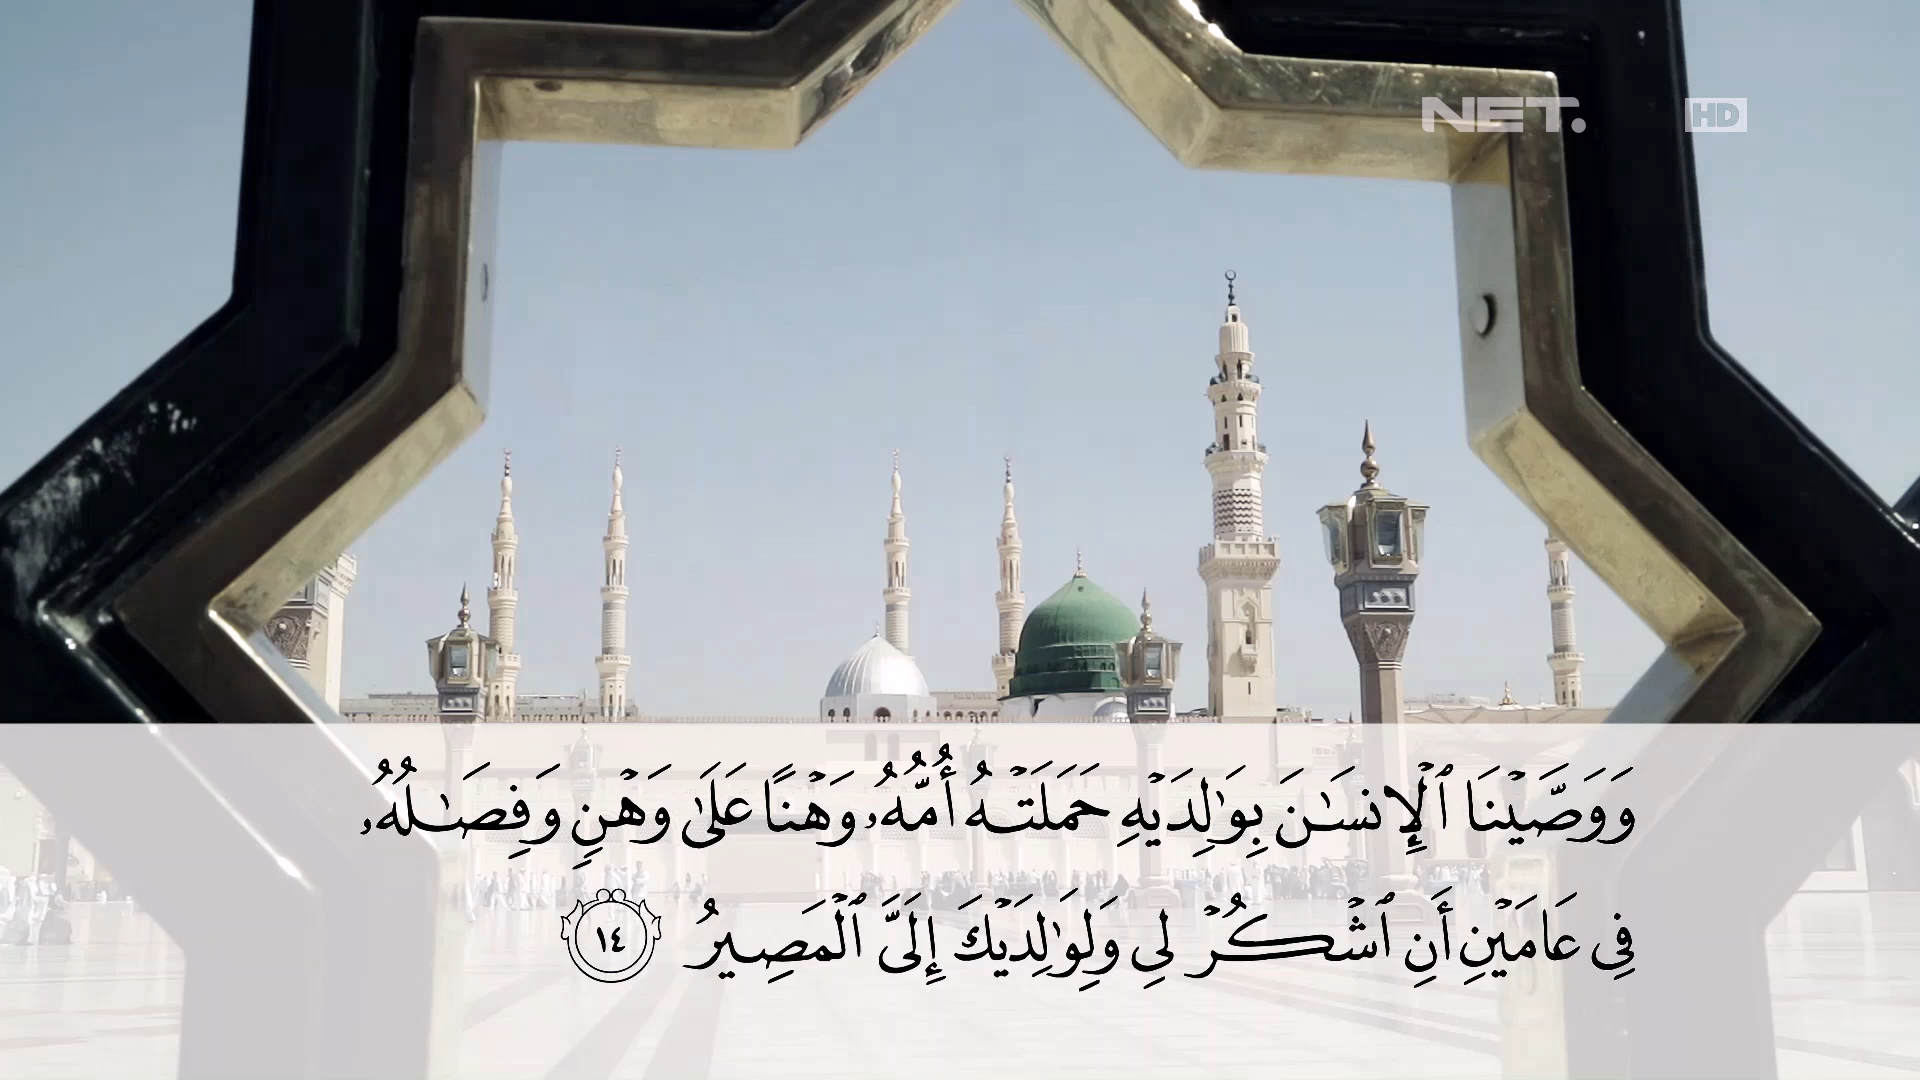 NET.
HD
وَوَصَّيۡنَا ٱلۡإِنسَٰنَ بِوَٰلِدَيۡهِ حَمَلَتۡهُ أُمُّهُۥ وَهۡنًا عَلَىٰ وَهۡنٖ وَفِصَٰلُهُۥ
فِي عَامَيۡنِ أَنِ ٱشۡكُرۡ لِي وَلِوَٰلِدَيۡكَ إِلَيَّ ٱلۡمَصِيرُ ١٤